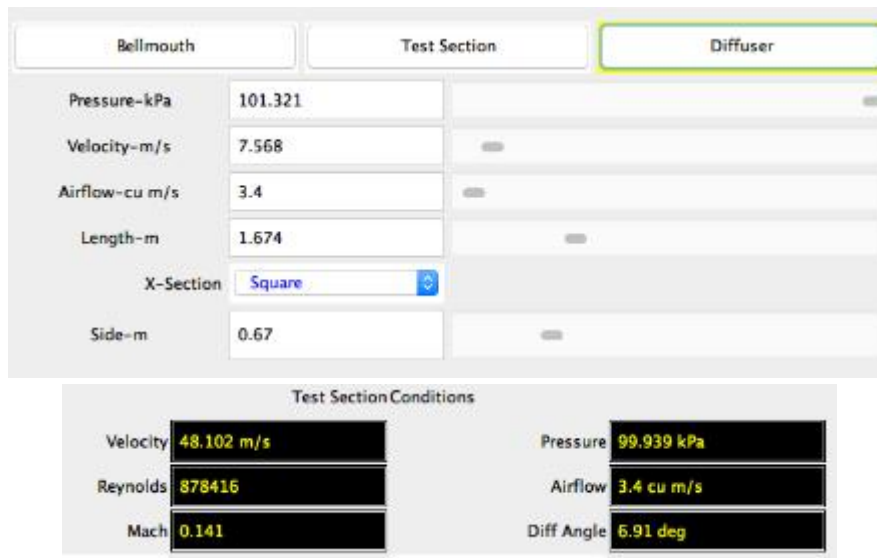 Bellmouth Test Section Diffuser
Pressure-kPa 101.321
Velocity-m/s 7.568
Airflow-cu m/s 3.4
Length-m 1.674
X-Section Square
Side-m 0.67
Test Section Conditions
Velocity 48.102 m/s Pressure 99.939 kPa
Reynolds 878416 Airflow 3.4 cu m/s
Mach 0.141 Diff Angle 6.91 deg